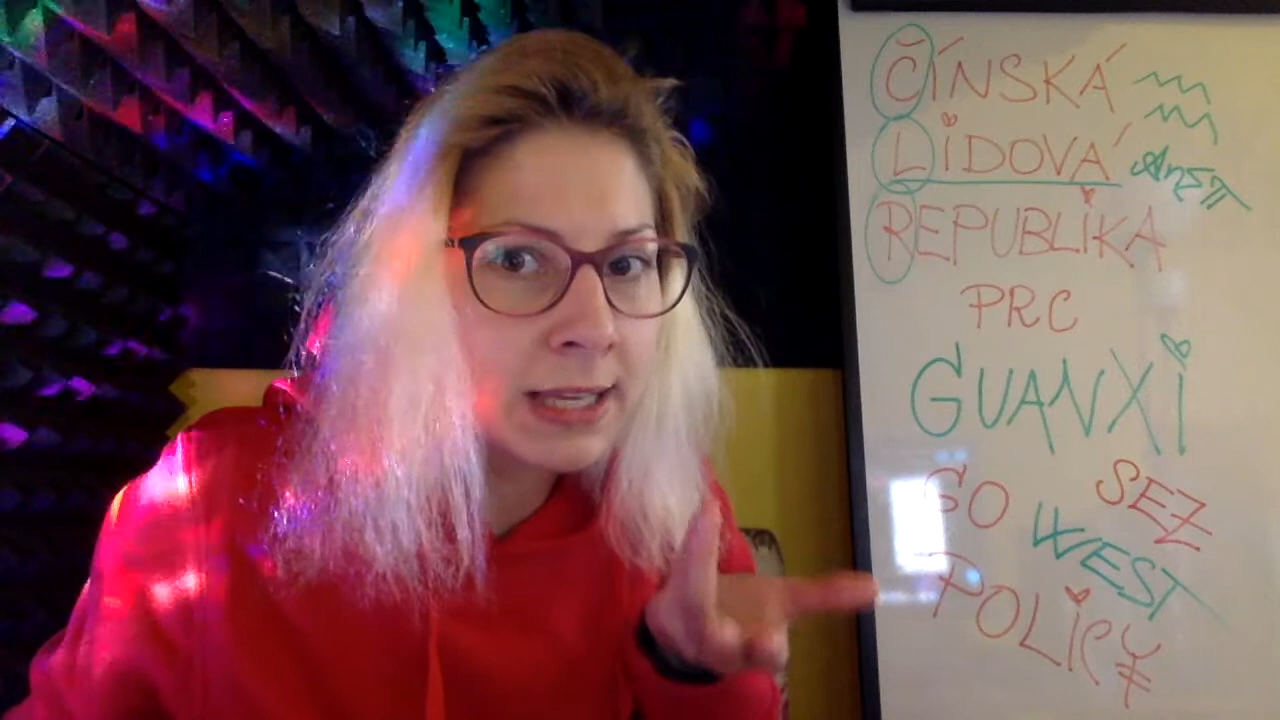 ČÍNSKÁ
LIDOVÁ
REPUBLIKA
PRC
GUANXI
GO WEST SEZ
POLICY